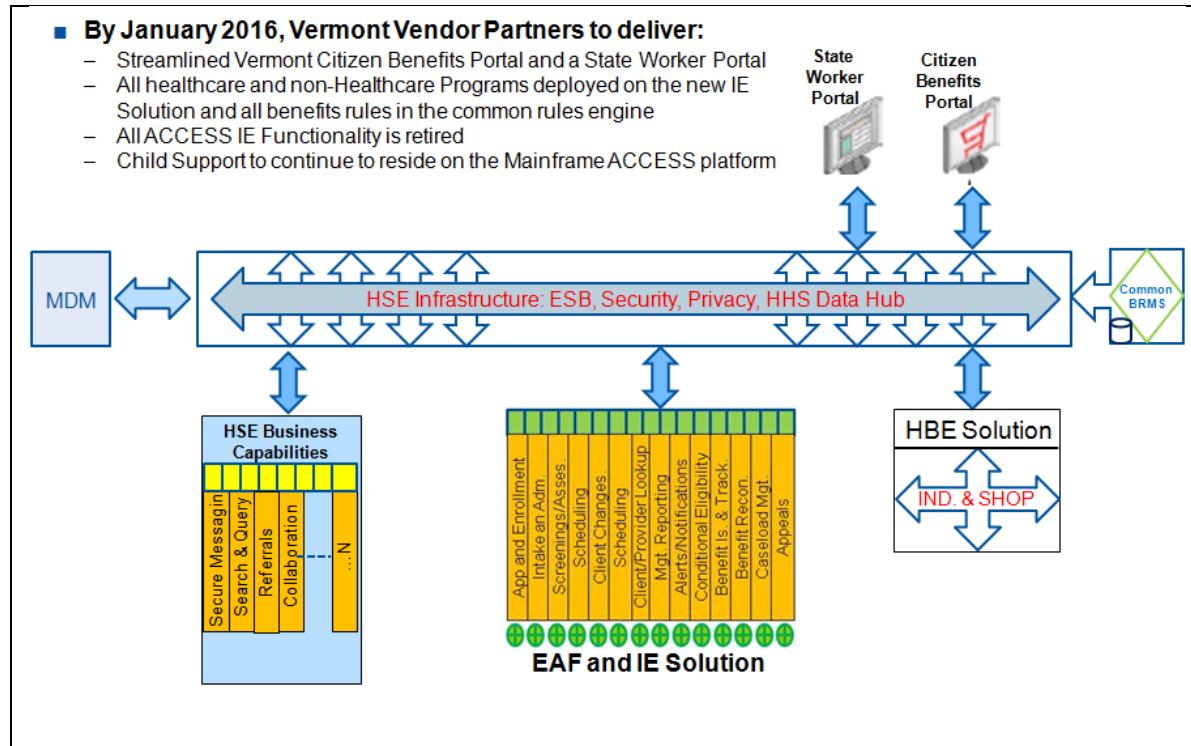 ■ By January 2016, Vermont Vendor Partners to deliver:
– Streamlined Vermont Citizen Benefits Portal and a State Worker Portal
– All healthcare and non-Healthcare Programs deployed on the new IE
Solution and all benefits rules in the common rules engine
– All ACCESS IE Functionality is retired
– Child Support to continue to reside on the Mainframe ACCESS platform
State
Worker
Portal
Citizen
Benefits
Portal
MDM
HSE Infrastructure: ESB, Security, Privacy, HHS Data Hub
Common
BRMS
HSE Business
Capabilities
Secure Messagin
Search & Query
Referrals
Collaboration
...N
App and Enrollment
Intake an Adm.
Screenings/Asses.
Scheduling
Client Changes.
Scheduling
Client/Provider Lookup
Mgt. Reporting
Alerts/Notifications
Conditional Eligibility
Benefit Is. & Track.
Benefit Recon.
Caseload Mgt.
Appeals
EAF and IE Solution
HBE Solution
IND. & SHOP